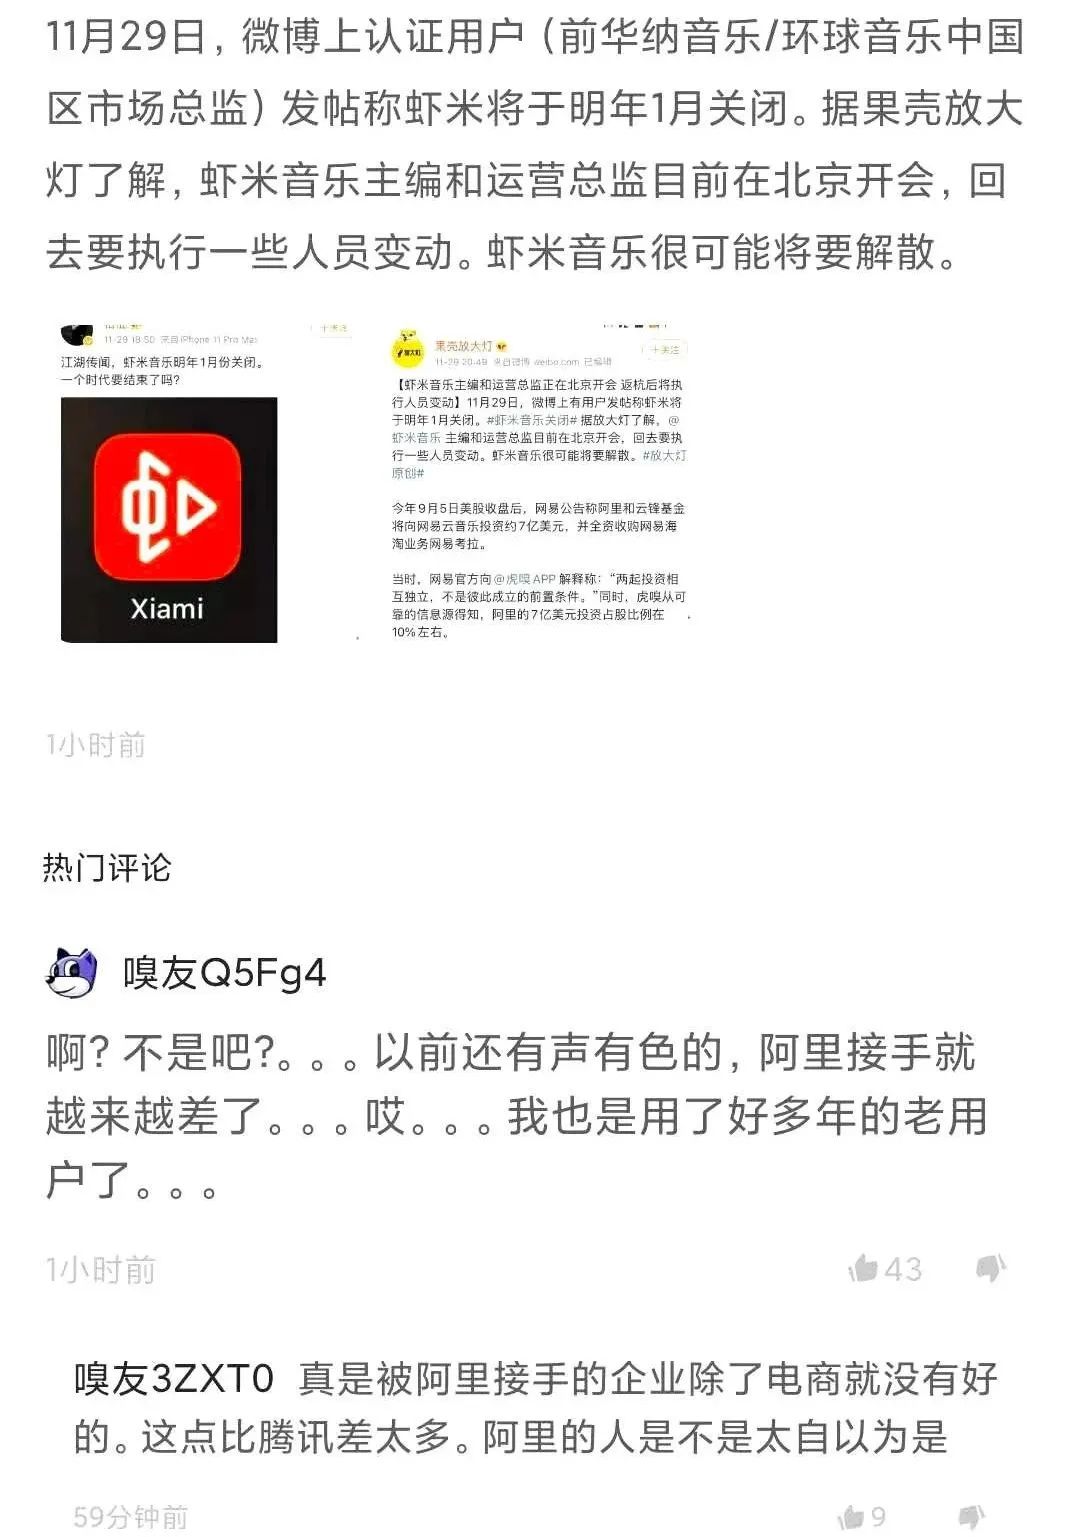 11月29日，微博上认证用户（前华纳音乐/环球音乐中国
区市场总监）发帖称虾米将于明年1月关闭。据果壳放大
灯了解，虾米音乐主编和运营总监目前在北京开会，回
去要执行一些人员变动。虾米音乐很可能将要解散。
11-29 18:50 来自iPhone 11 Pro Max
十关注
江湖传闻，虾米音乐明年1月份关闭。
一个时代要结束了吗？
Xiami
果壳放大灯
11-29 20:49 来自微博 weibo.com 已编辑
十关注
【虾米音乐主编和运营总监正在北京开会 返杭后将执
行人员变动】11月29日，微博上有用户发帖称虾米将
于明年1月关闭。#虾米音乐关闭# 据放大灯了解，@
虾米音乐 主编和运营总监目前在北京开会，回去要执
行一些人员变动。虾米音乐很可能将要解散。#放大灯
原创#
今年9月5日美股收盘后，网易公告称阿里和云锋基金
将向网易云音乐投资约7亿美元，并全资收购网易海
淘业务网易考拉。
当时，网易官方向@虎嗅APP 解释称：“两起投资相
互独立，不是彼此成立的前置条件。”同时，虎嗅从可
靠的信息源得知，阿里的7亿美元投资占股比例在
10%左右。
1小时前
热门评论
嗅友Q5Fg4
啊？不是吧？。。。以前还有声有色的，阿里接手就
越来越差了。。。哎。。。我也是用了好多年的老用
户了。。。
1小时前
43
嗅友3ZXT0 真是被阿里接手的企业除了电商就没有好
的。这点比腾讯差太多。阿里的人是不是太自以为是
59分钟前
9